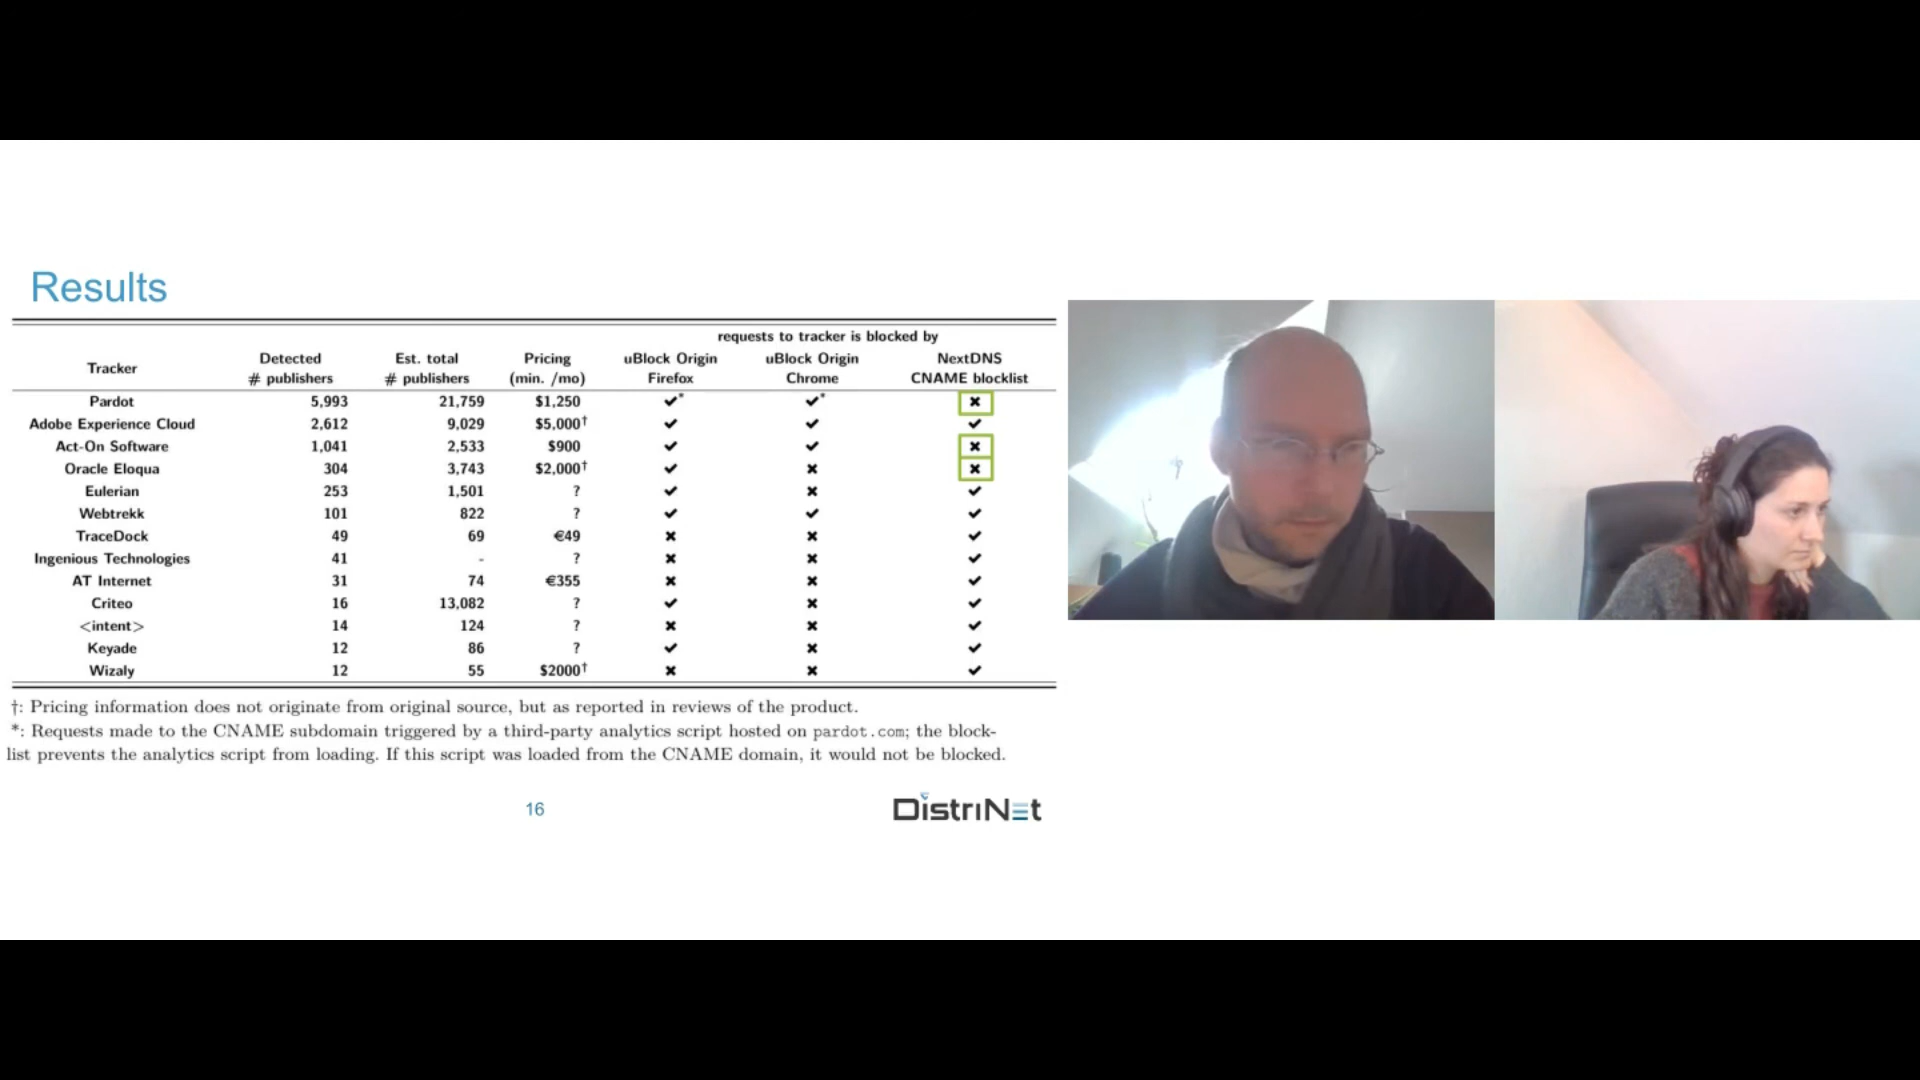 Results
requests to tracker is blocked by
Tracker Detected # publishers Est. total # publishers Pricing (min. /mo) uBlock Origin Firefox uBlock Origin Chrome NextDNS CNAME blocklist
Pardot 5,993 21,759 $1,250 ✔* ✔* ✖
Adobe Experience Cloud 2,612 9,029 $5,000† ✔ ✔ ✔
Act-On Software 1,041 2,533 $900 ✔ ✔ ✖
Oracle Eloqua 304 3,743 $2,000† ✔ ✖ ✖
Eulerian 253 1,501 ? ✔ ✖ ✔
Webtrekk 101 822 ? ✔ ✔ ✔
TraceDock 49 69 €49 ✖ ✖ ✔
Ingenious Technologies 41 - ? ✖ ✖ ✔
AT Internet 31 74 €355 ✖ ✖ ✔
Criteo 16 13,082 ? ✔ ✖ ✔
<intent> 14 124 ? ✖ ✖ ✔
Keyade 12 86 ? ✔ ✖ ✔
Wizaly 12 55 $2000† ✖ ✖ ✔
†: Pricing information does not originate from original source, but as reported in reviews of the product.
*: Requests made to the CNAME subdomain triggered by a third-party analytics script hosted on pardot.com; the block-
list prevents the analytics script from loading. If this script was loaded from the CNAME domain, it would not be blocked.
16
DistriNet